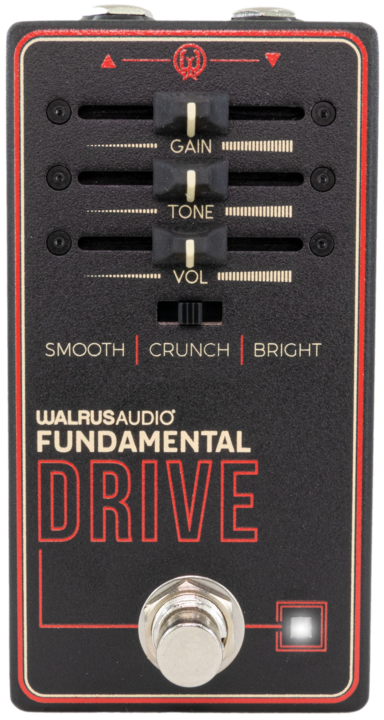 GAIN
TONE
VOL
SMOOTH | CRUNCH | BRIGHT
WALRUSAUDIO
FUNDAMENTAL
DRIVE